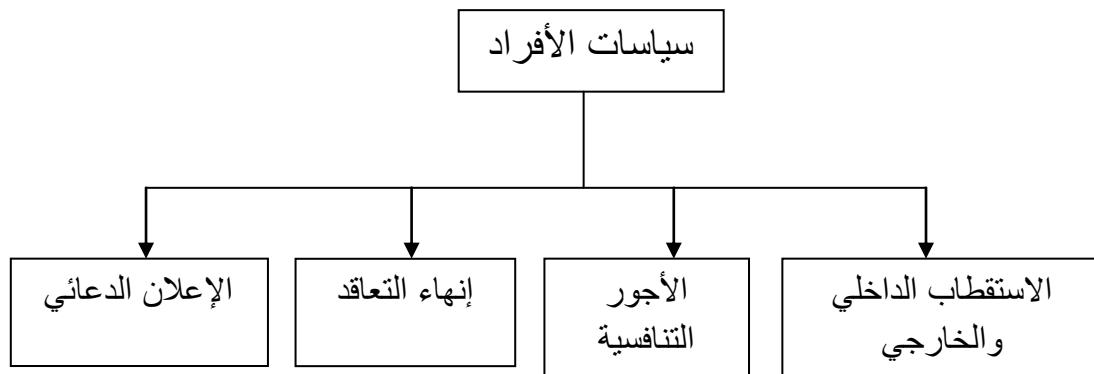 سياسات الأفراد
الاستقطاب الداخلي
والخارجي
الأجور
التنافسية
إنهاء التعاقد
الإعلان الدعائي